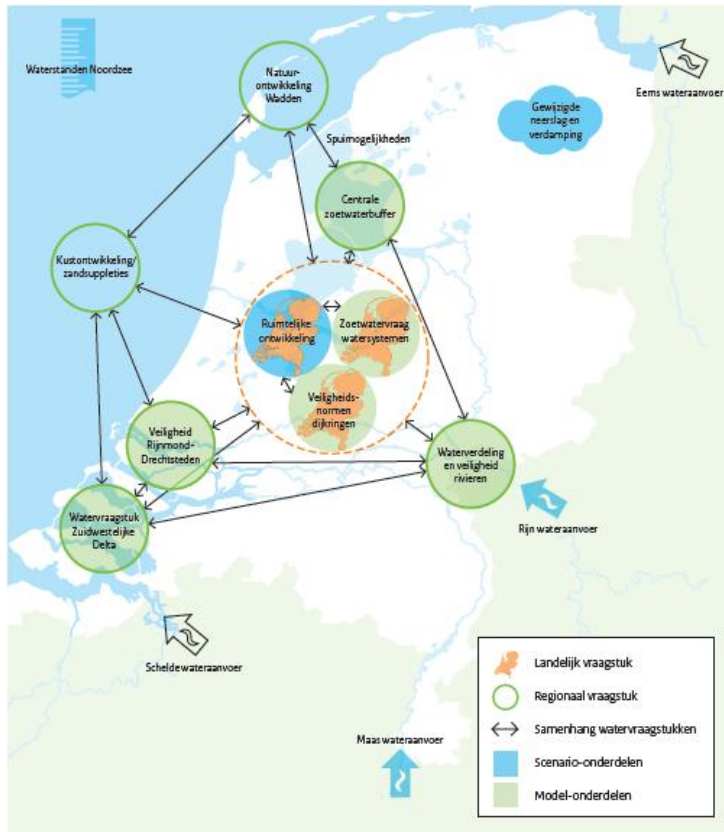 Waterstanden Noordzee
Natuur-
ontwikkeling
Wadden
Eems wateraanvoer
Gewijzigde
neerslag en
verdamping
Spuimogelijkheden
Centrale
zoetwaterbuffer
Kustontwikkeling/
zandsuppleties
Ruimtelijke
ontwikkeling
Zoetwatervraag
watersystemen
Veiligheids-
normen
dijkringen
Veiligheid
Rijnmond-
Drechtsteden
Waterverdeling
en veiligheid
rivieren
Watervraagstuk
Zuidwestelijke
Delta
Rijn wateraanvoer
Schelde wateraanvoer
Maas wateraanvoer
Landelijk vraagstuk
Regionaal vraagstuk
Samenhang watervraagstukken
Scenario-onderdelen
Model-onderdelen